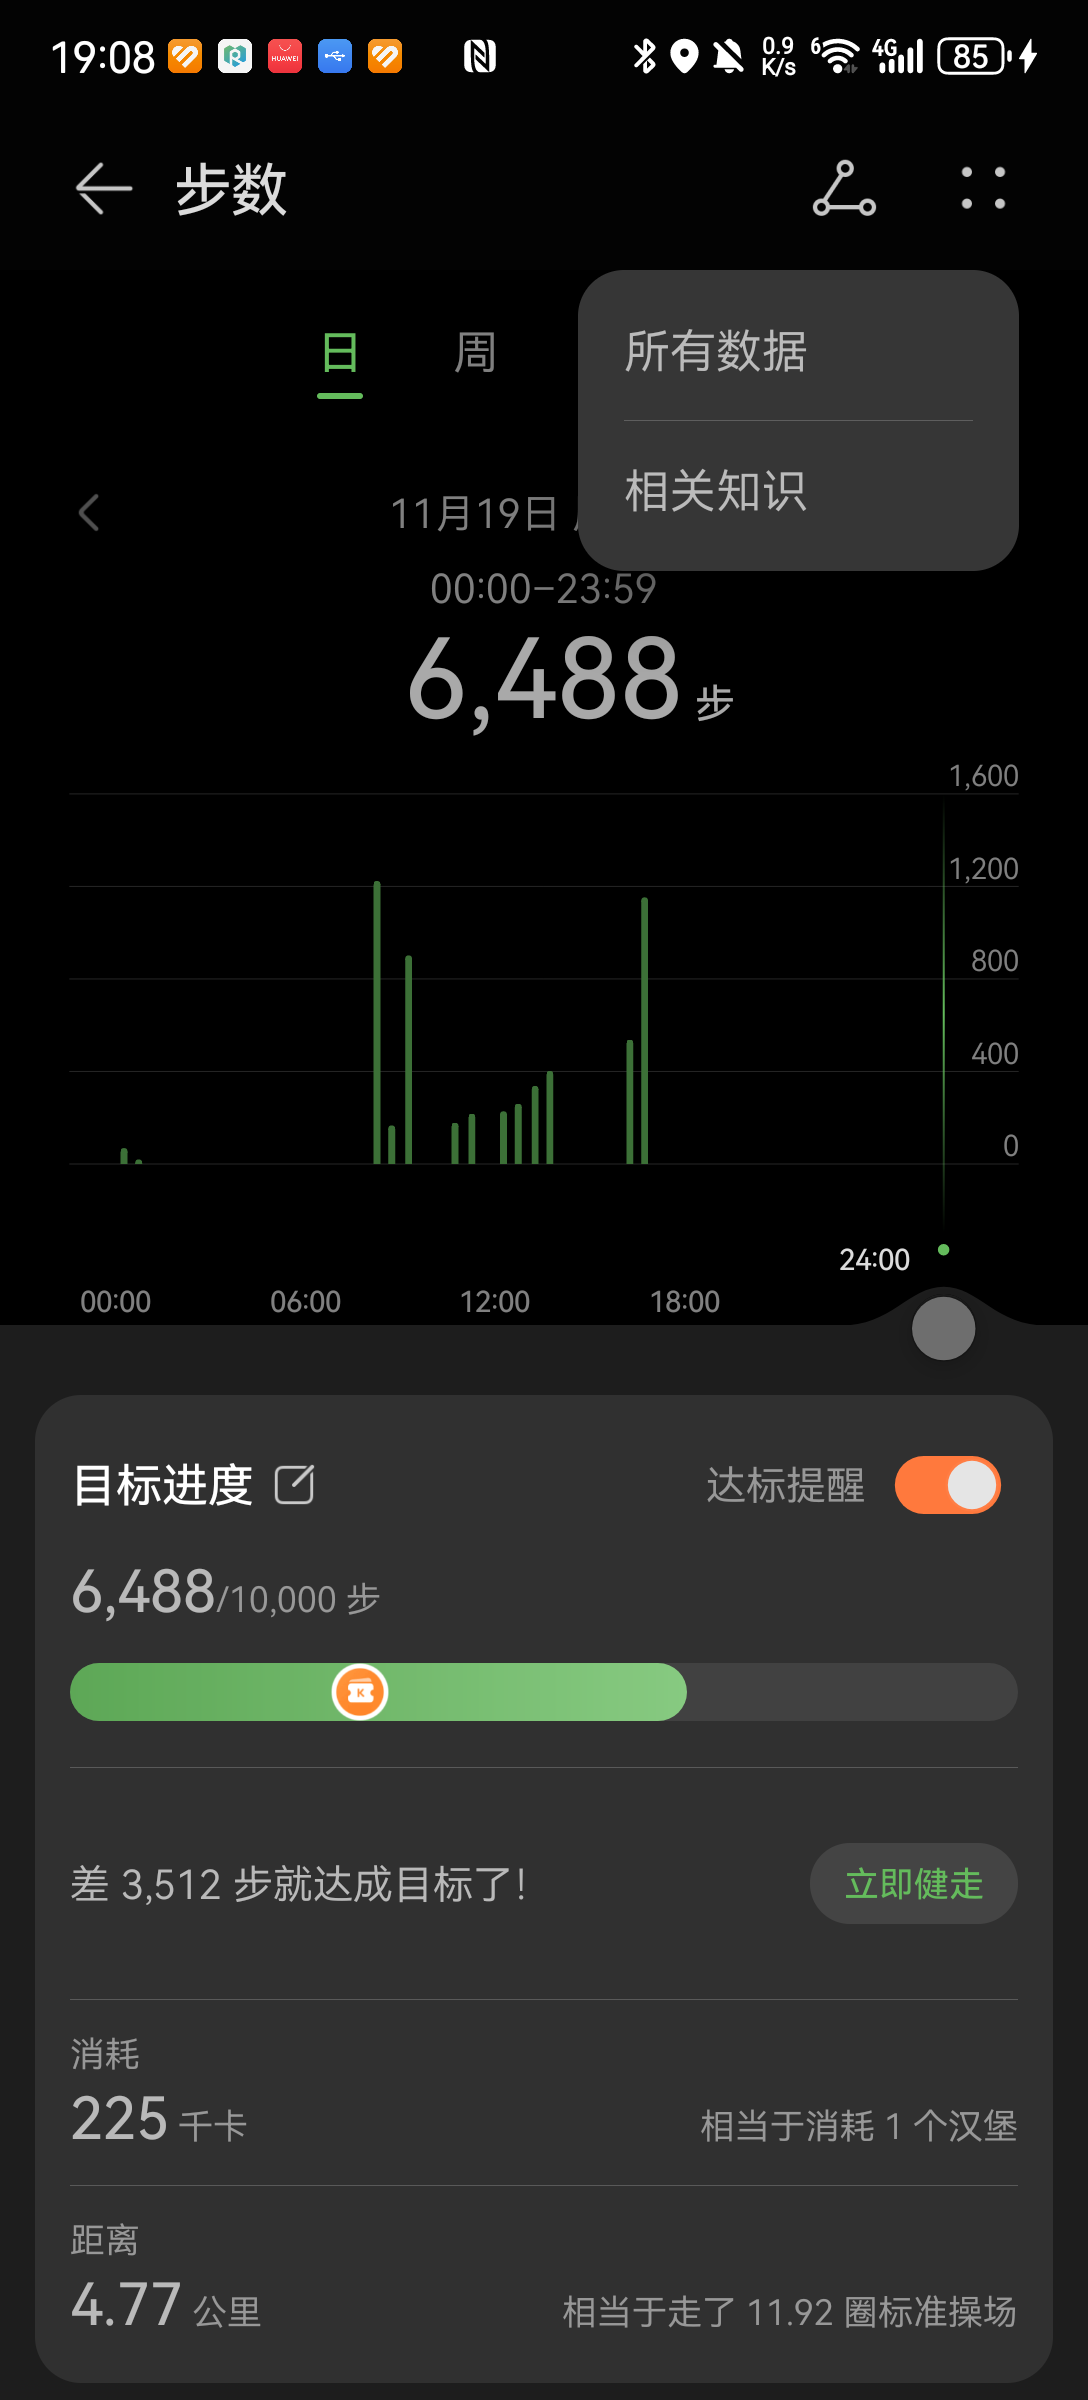 19:08
HUAWEI
0.9
K/s
6
4G
85
步数
所有数据
相关知识
日
周
11月19日
00:00–23:59
6,488 步
1,600
1,200
800
400
0
24:00
00:00
06:00
12:00
18:00
目标进度
达标提醒
6,488/10,000 步
K
差 3,512 步就达成目标了!
立即健走
消耗
225 千卡
相当于消耗 1 个汉堡
距离
4.77 公里
相当于走了 11.92 圈标准操场